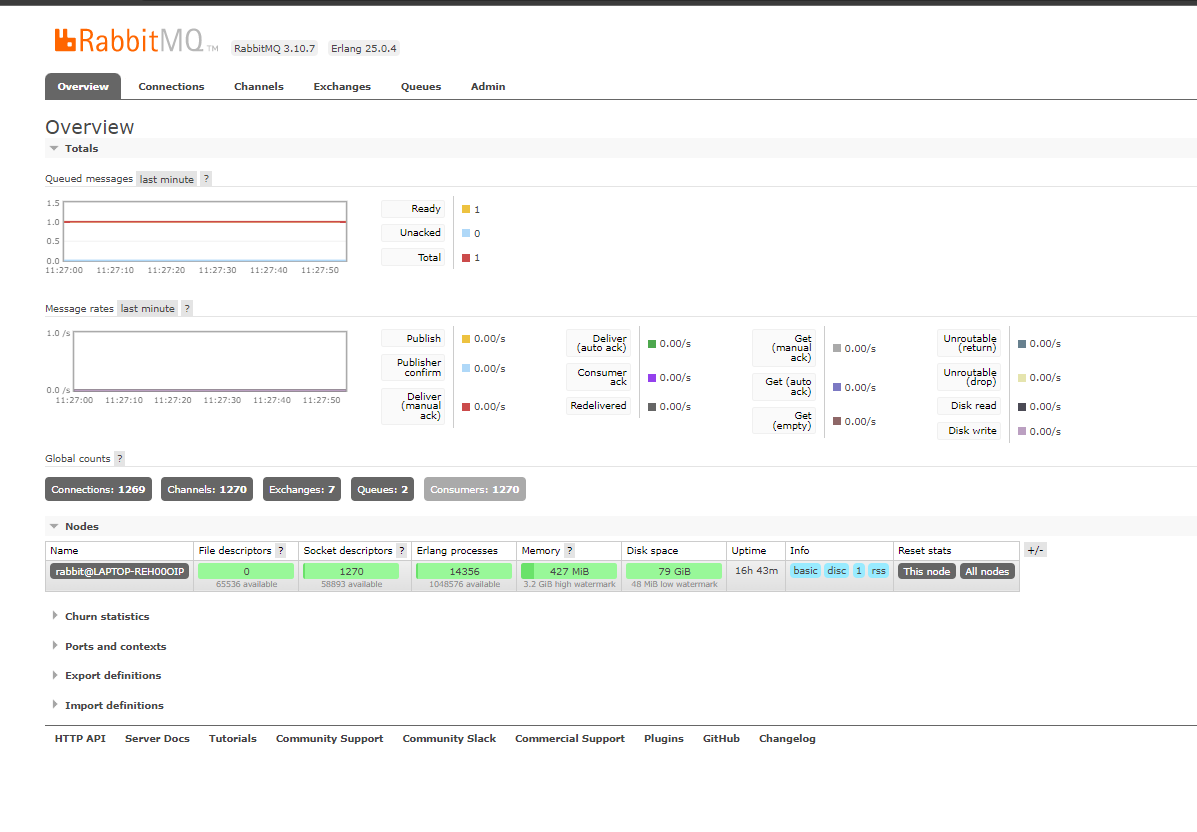 RabbitMQ TM RabbitMQ 3.10.7 Erlang 25.0.4
Overview Connections Channels Exchanges Queues Admin
Overview
Totals
Queued messages last minute ?
1.5
1.0
0.5
0.0
11:27:00 11:27:10 11:27:20 11:27:30 11:27:40 11:27:50
Ready 1
Unacked 0
Total 1
Message rates last minute ?
1.0 /s
0.0 /s
11:27:00 11:27:10 11:27:20 11:27:30 11:27:40 11:27:50
Publish 0.00/s
Publisher
confirm 0.00/s
Deliver
(manual
ack) 0.00/s
Deliver
(auto ack) 0.00/s
Consumer
ack 0.00/s
Redelivered 0.00/s
Get
(manual
ack) 0.00/s
Get (auto
ack) 0.00/s
Get
(empty) 0.00/s
Unroutable
(return) 0.00/s
Unroutable
(drop) 0.00/s
Disk read 0.00/s
Disk write 0.00/s
Global counts ?
Connections: 1269 Channels: 1270 Exchanges: 7 Queues: 2 Consumers: 1270
Nodes
Name File descriptors ? Socket descriptors ? Erlang processes Memory ? Disk space Uptime Info Reset stats +/-
rabbit@LAPTOP-REH00OIP 0 1270 14356 427 MiB 79 GiB 16h 43m basic disc 1 rss This node All nodes
65536 available 58893 available 1048576 available 3.2 GiB high watermark 48 MiB low watermark
Churn statistics
Ports and contexts
Export definitions
Import definitions
HTTP API Server Docs Tutorials Community Support Community Slack Commercial Support Plugins GitHub Changelog